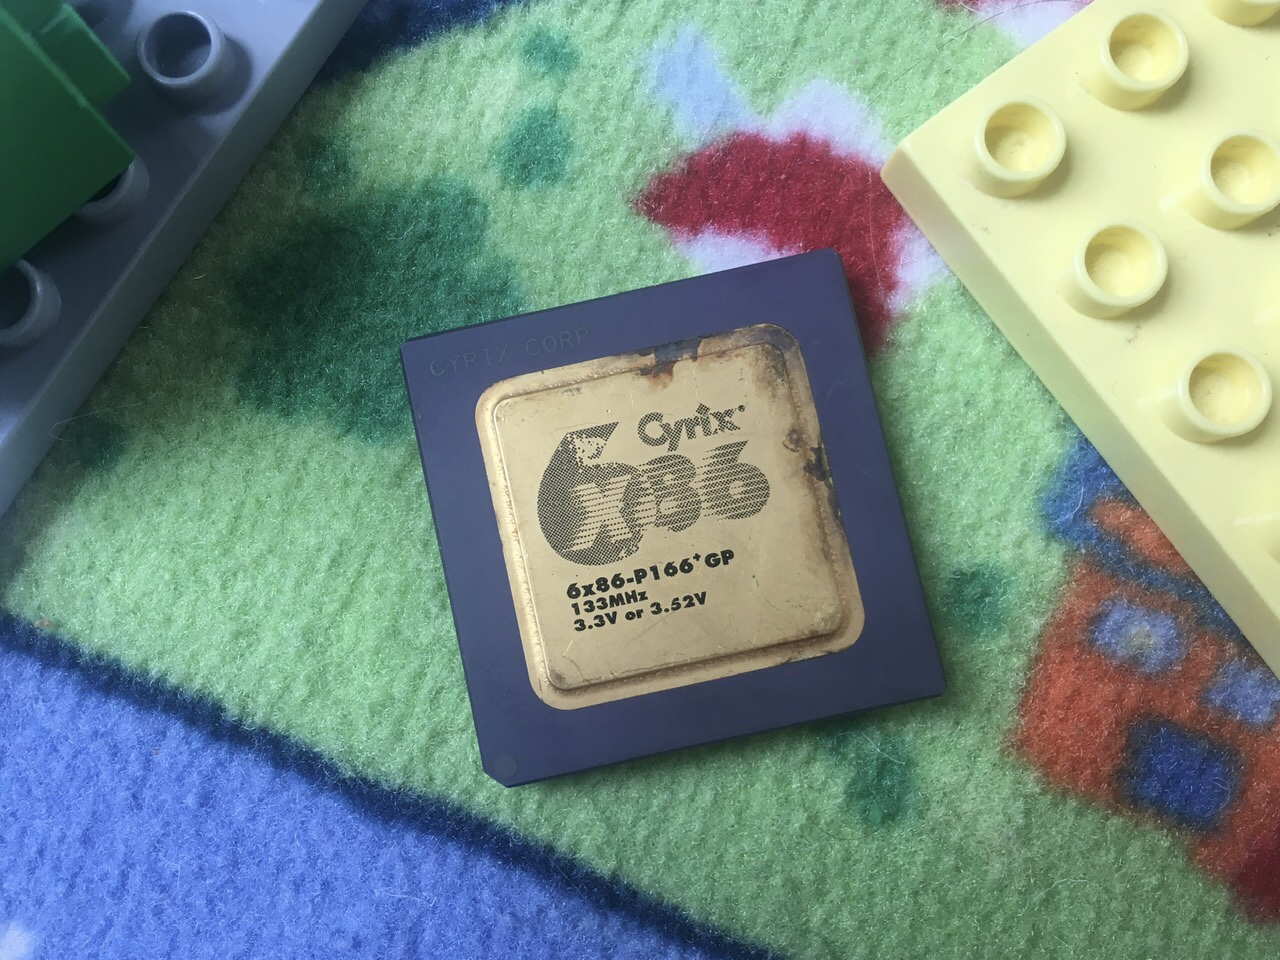 CYRIX CORP
Cyrix
6x86
6x86-P166+GP
133MHz
3.3V or 3.52V